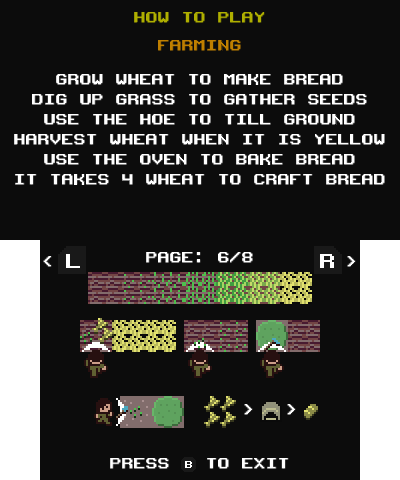 HOW TO PLAY
FARMING
GROW WHEAT TO MAKE BREAD
DIG UP GRASS TO GATHER SEEDS
USE THE HOE TO TILL GROUND
HARVEST WHEAT WHEN IT IS YELLOW
USE THE OVEN TO BAKE BREAD
IT TAKES 4 WHEAT TO CRAFT BREAD
< L PAGE: 6/8 R >
PRESS B TO EXIT